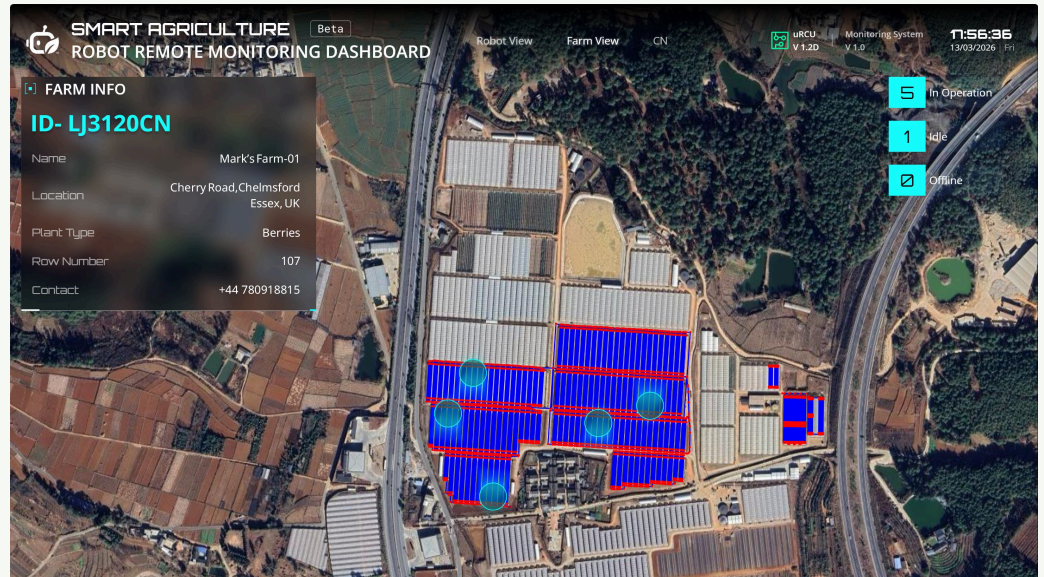 SMART AGRICULTURE
Beta
ROBOT REMOTE MONITORING DASHBOARD
Robot View
Farm View
CN
uRCU
V 1.2D
Monitoring System
V 1.0
17:56:36
13/03/2026 Fri
FARM INFO
ID- LJ3120CN
Name Mark's Farm-01
Location Cherry Road,Chelmsford
Essex,UK
Plant Type Berries
Row Number 107
Contact +44 780918815
5 In Operation
1 Idle
0 Offline